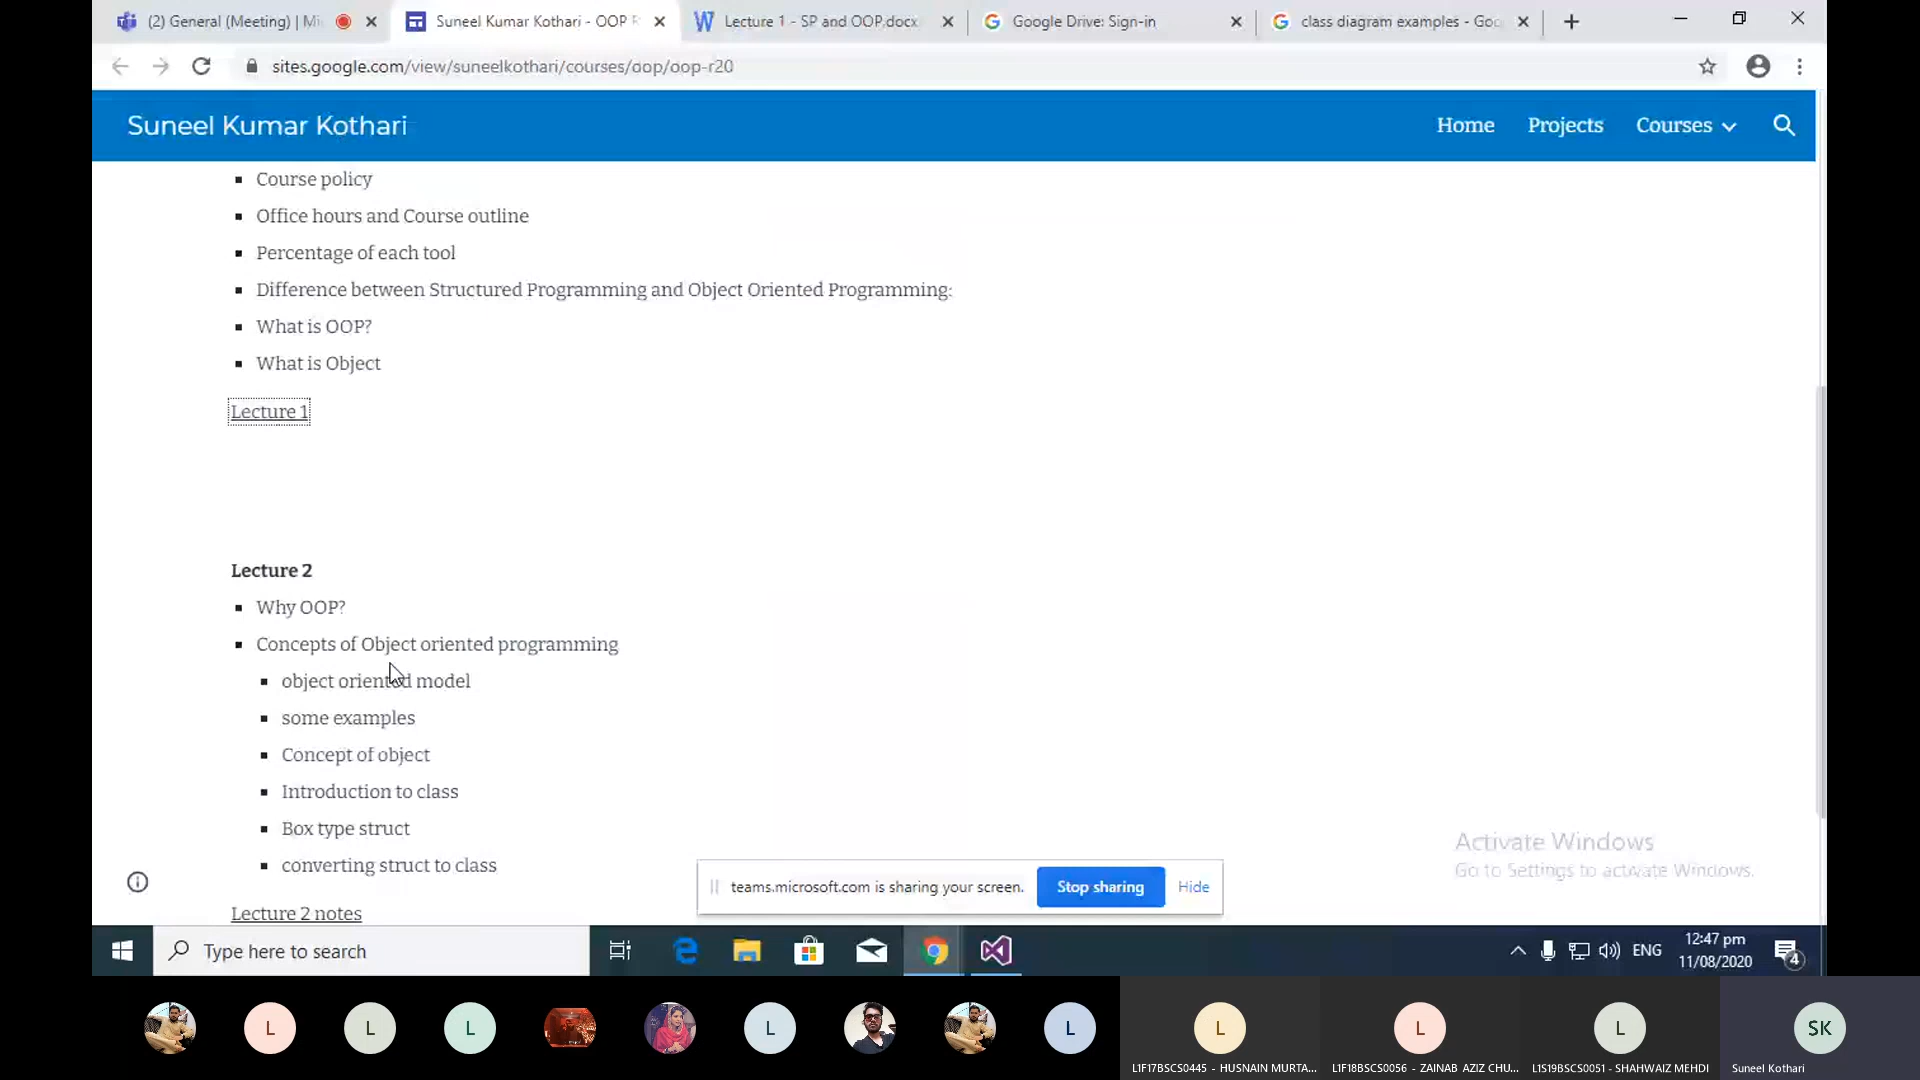 (2) General (Meeting) | Mi
Suneel Kumar Kothari - OOP R
Lecture 1 - SP and OOP.docx
Google Drive: Sign-in
class diagram examples - Goo
sites.google.com/view/suneelkothari/courses/oop/oop-r20
Suneel Kumar Kothari
Home
Projects
Courses
Course policy
Office hours and Course outline
Percentage of each tool
Difference between Structured Programming and Object Oriented Programming:
What is OOP?
What is Object
Lecture 1
Lecture 2
Why OOP?
Concepts of Object oriented programming
object oriented model
some examples
Concept of object
Introduction to class
Box type struct
converting struct to class
Lecture 2 notes
Activate Windows
Go to Settings to activate Windows.
teams.microsoft.com is sharing your screen.
Stop sharing
Hide
Type here to search
ENG
12:47 pm
11/08/2020
4
L
L
L
L
L
L
L
L
SK
L1F17BSCS0445 - HUSNAIN MURTA...
L1F18BSCS0056 - ZAINAB AZIZ CHU...
L1S19BSCS0051 - SHAHWAIZ MEHDI
Suneel Kothari